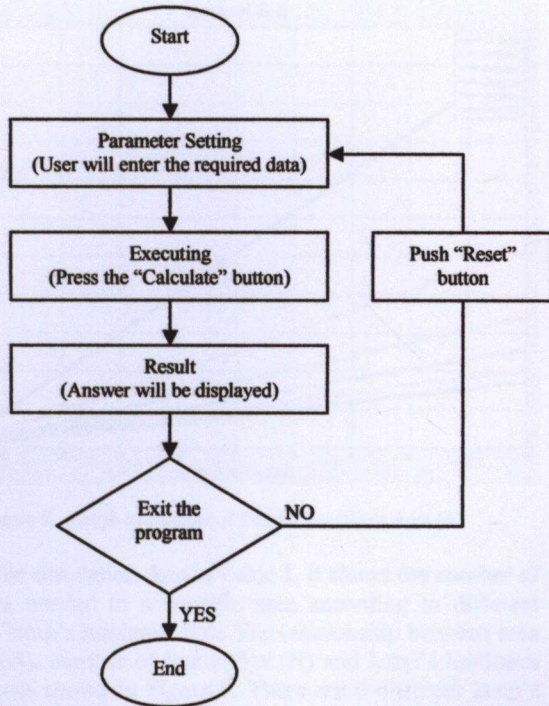 Start
Parameter Setting
(User will enter the required data)
Executing
(Press the “Calculate” button)
Push “Reset”
button
Result
(Answer will be displayed)
Exit the
program
NO
YES
End